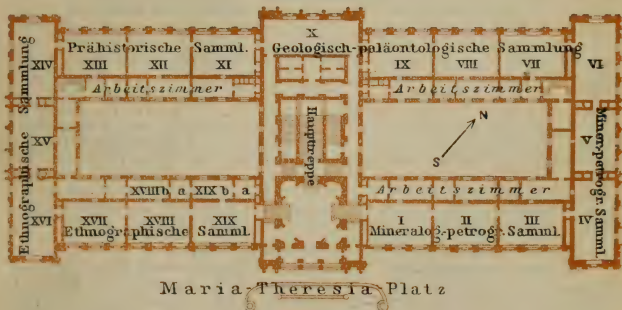 X
Prähistorische Samml. Geologisch-paläontologische Sammlung
XIV XIII XII XI IX VIII VII VI
Arbeitszimmer Arbeitszimmer
Ethnographische Sammlung
XV
Haupttreppe
N
S
V
Miner.-petrogr. Samml.
XVIII b, a XIX b, a Arbeitszimmer
XVI XVII XVIII XIX I II III IV
Ethnographische Samml. Mineralog.-petrogr. Samml.
Maria-Theresia Platz